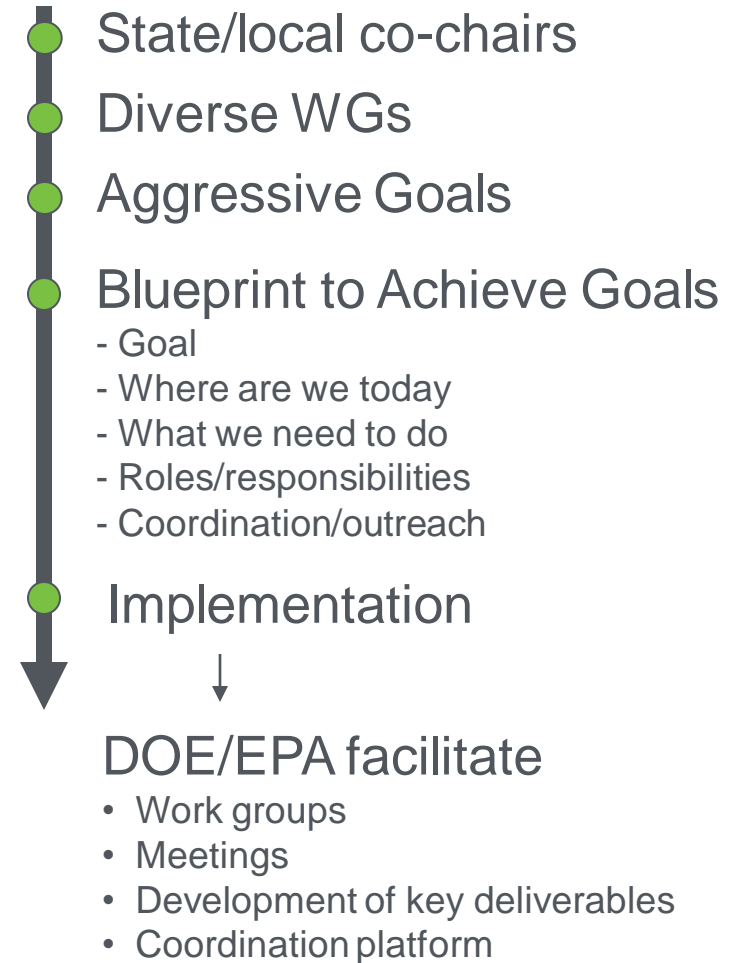 State/local co-chairs
Diverse WGs
Aggressive Goals
Blueprint to Achieve Goals
- Goal
- Where are we today
- What we need to do
- Roles/responsibilities
- Coordination/outreach
Implementation
DOE/EPA facilitate
• Work groups
• Meetings
• Development of key deliverables
• Coordination platform